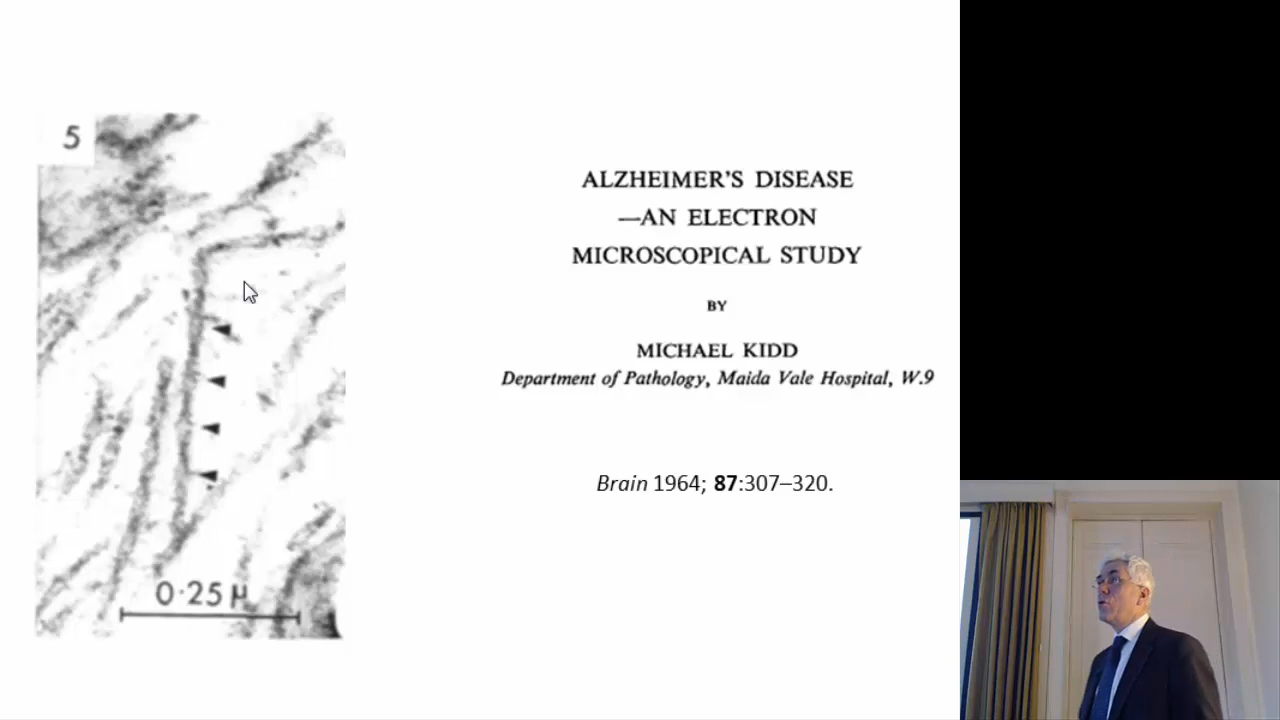 5
0·25 µ
ALZHEIMER'S DISEASE
—AN ELECTRON
MICROSCOPICAL STUDY
BY
MICHAEL KIDD
Department of Pathology, Maida Vale Hospital, W.9
Brain 1964; 87:307–320.